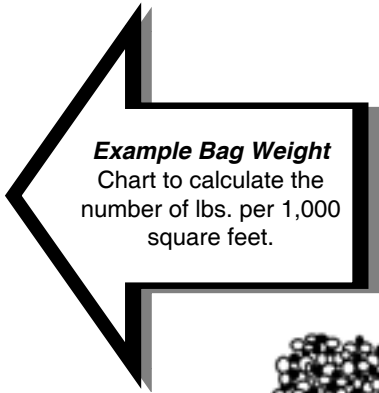 Example Bag Weight
Chart to calculate the
number of lbs. per 1,000
square feet.